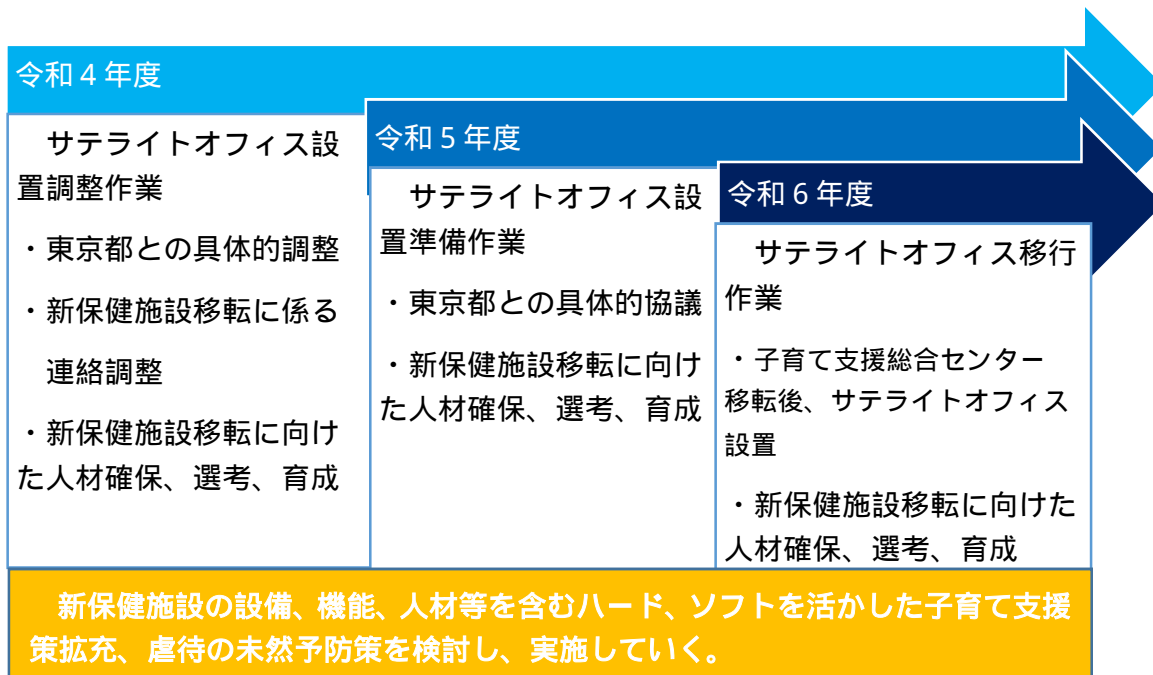 令和４年度
サテライトオフィス設
置調整作業
・東京都との具体的調整
・新保健施設移転に係る
連絡調整
・新保健施設移転に向け
た人材確保、選考、育成
令和５年度
サテライトオフィス設
置準備作業
・東京都との具体的協議
・新保健施設移転に向け
た人材確保、選考、育成
令和６年度
サテライトオフィス移行
作業
・子育て支援総合センター
移転後、サテライトオフィス
設置
・新保健施設移転に向けた
人材確保、選考、育成
新保健施設の設備、機能、人材等を含むハード、ソフトを活かした子育て支援
策拡充、虐待の未然予防策を検討し、実施していく。